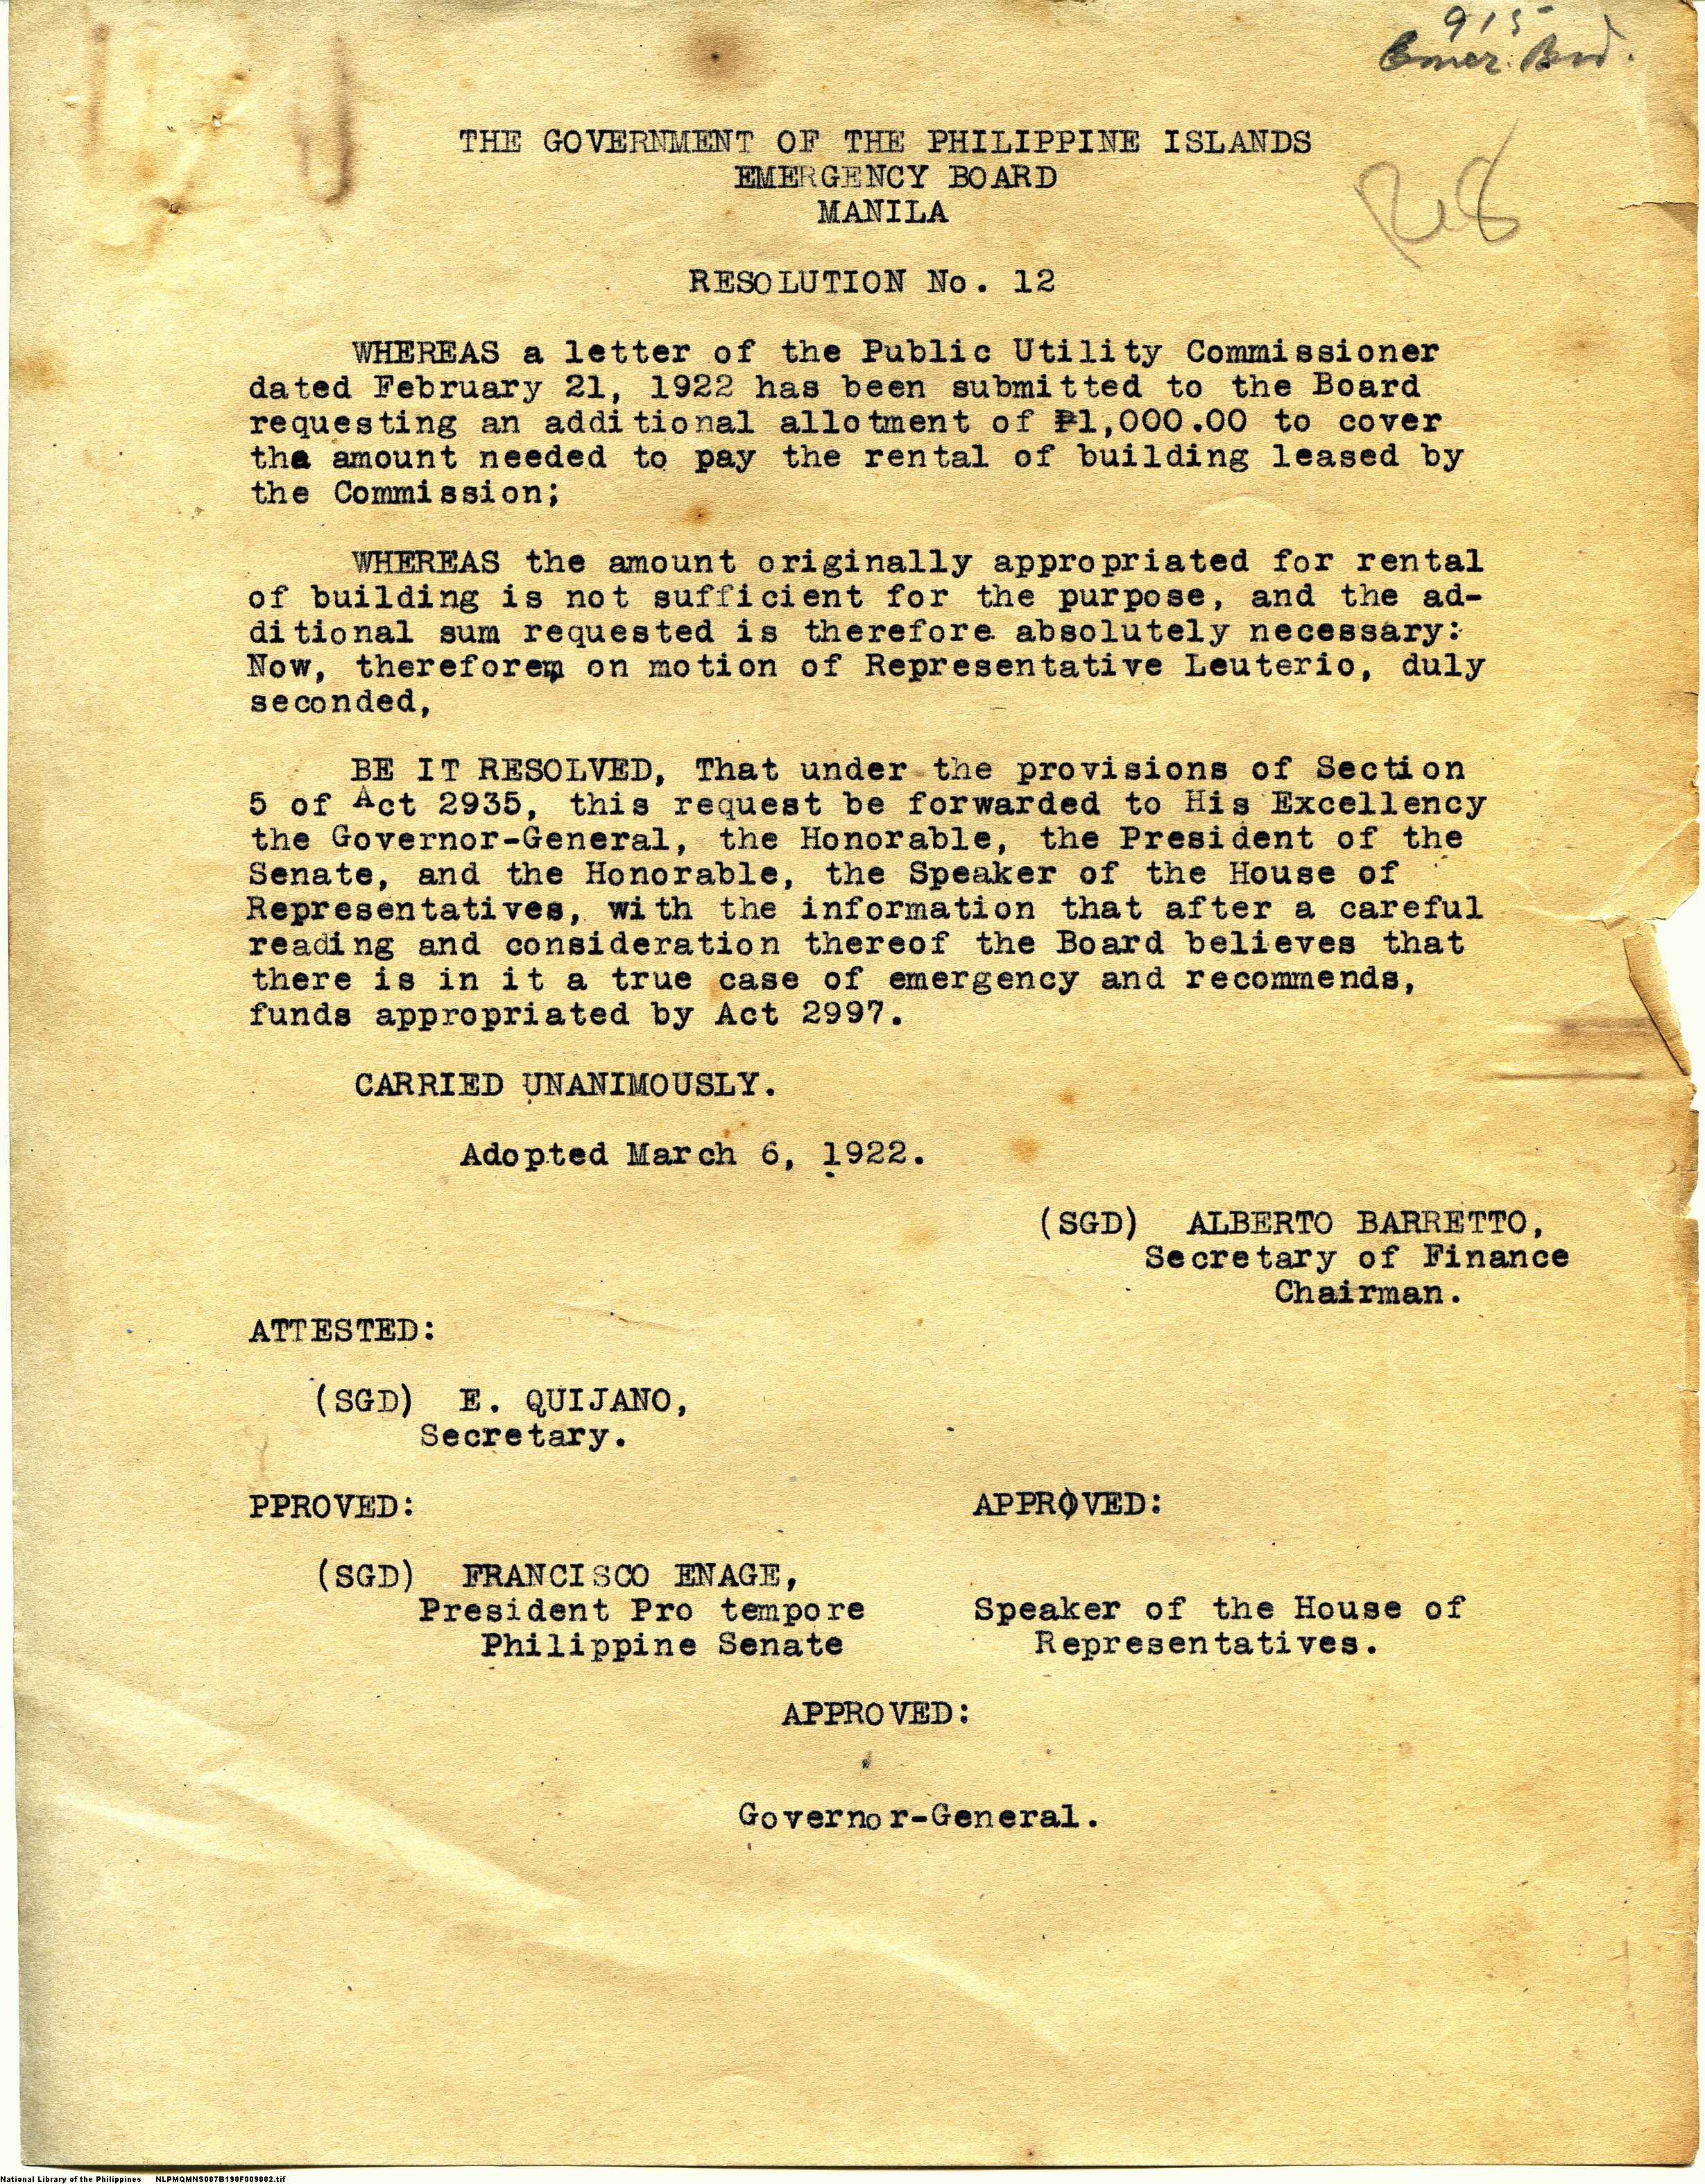 915
Emer. Bd.
THE GOVERNMENT OF THE PHILIPPINE ISLANDS
EMERGENCY BOARD
MANILA
RESOLUTION No. 12
WHEREAS a letter of the Public Utility Commissioner
dated February 21, 1922 has been submitted to the Board
requesting an additional allotment of ₱1,000.00 to cover
the amount needed to pay the rental of building leased by
the Commission;
WHEREAS the amount originally appropriated for rental
of building is not sufficient for the purpose, and the ad-
ditional sum requested is therefore absolutely necessary:
Now, thereforem on motion of Representative Leuterio, duly
seconded,
BE IT RESOLVED, That under the provisions of Section
5 of Act 2935, this request be forwarded to His Excellency
the Governor-General, the Honorable, the President of the
Senate, and the Honorable, the Speaker of the House of
Representatives, with the information that after a careful
reading and consideration thereof the Board believes that
there is in it a true case of emergency and recommends,
funds appropriated by Act 2997.
CARRIED UNANIMOUSLY.
Adopted March 6, 1922.
(SGD) ALBERTO BARRETTO,
Secretary of Finance
Chairman.
ATTESTED:
(SGD) E. QUIJANO,
Secretary.
PPROVED: APPROVED:
(SGD) FRANCISCO ENAGE,
President Pro tempore Speaker of the House of
Philippine Senate Representatives.
APPROVED:
Governor-General.
National Library of the Philippines NLPMQMNS007B190F009002.tif